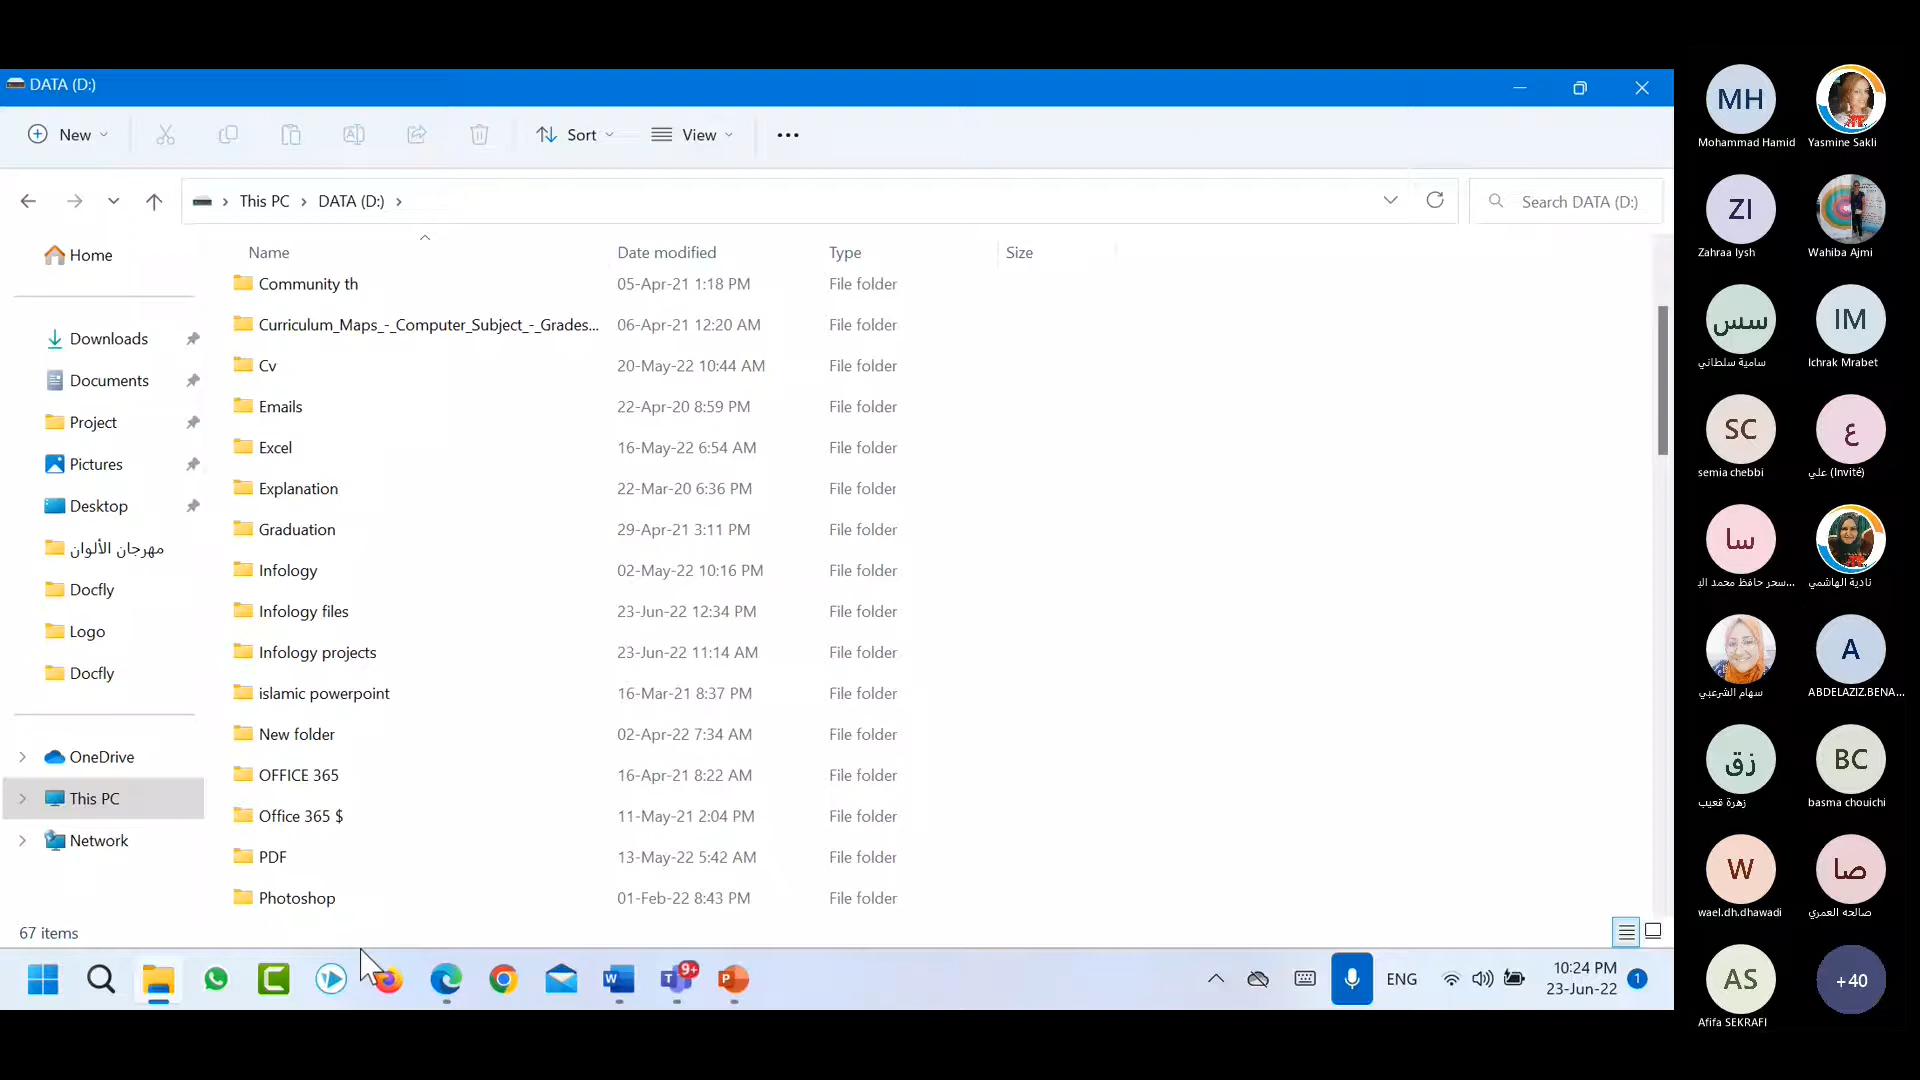 DATA (D:)
New
Sort
View
This PC
DATA (D:)
Search DATA (D:)
Home
Downloads
Documents
Project
Pictures
Desktop
مهرجان الألوان
Docfly
Logo
Docfly
OneDrive
This PC
Network
Name Date modified Type Size
Community th 05-Apr-21 1:18 PM File folder
Curriculum_Maps_-_Computer_Subject_-_Grades... 06-Apr-21 12:20 AM File folder
Cv 20-May-22 10:44 AM File folder
Emails 22-Apr-20 8:59 PM File folder
Excel 16-May-22 6:54 AM File folder
Explanation 22-Mar-20 6:36 PM File folder
Graduation 29-Apr-21 3:11 PM File folder
Infology 02-May-22 10:16 PM File folder
Infology files 23-Jun-22 12:34 PM File folder
Infology projects 23-Jun-22 11:14 AM File folder
islamic powerpoint 16-Mar-21 8:37 PM File folder
New folder 02-Apr-22 7:34 AM File folder
OFFICE 365 16-Apr-21 8:22 AM File folder
Office 365 $ 11-May-21 2:04 PM File folder
PDF 13-May-22 5:42 AM File folder
Photoshop 01-Feb-22 8:43 PM File folder
67 items
9+
ENG
10:24 PM
23-Jun-22
1
MH
Mohammad Hamid
Yasmine Sakli
ZI
Zahraa Iysh
Wahiba Ajmi
سس
سامية سلطاني
IM
Ichrak Mrabet
SC
semia chebbi
ع
علي (Invité)
سا
سحر حافظ محمد الز...
نادية الهاشمي
سهام الشرعبي
A
ABDELAZIZ.BENA...
زق
زهرة قعيب
BC
basma chouichi
W
wael.dh.dhawadi
صا
صالحه العمري
AS
Afifa SEKRAFI
+40